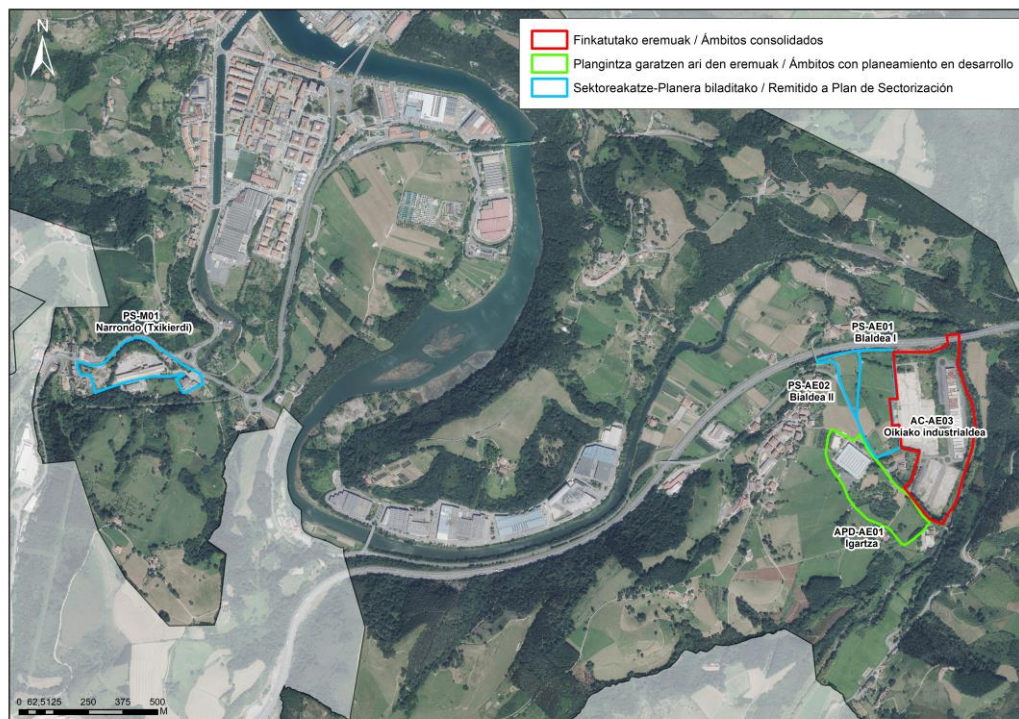 N
Finkatutako eremuak / Ámbitos consolidados
Plangintza garatzen ari den eremuak / Ámbitos con planeamiento en desarrollo
Sektoreakatze-Planera biladitako / Remitido a Plan de Sectorización
PS-M01
Narrondo (Txikierdi)
PS-AE01
Bialdea I
PS-AE02
Bialdea II
AC-AE03
Oikiako industrialdea
APD-AE01
Igartza
0 62,5125 250 375 500
M